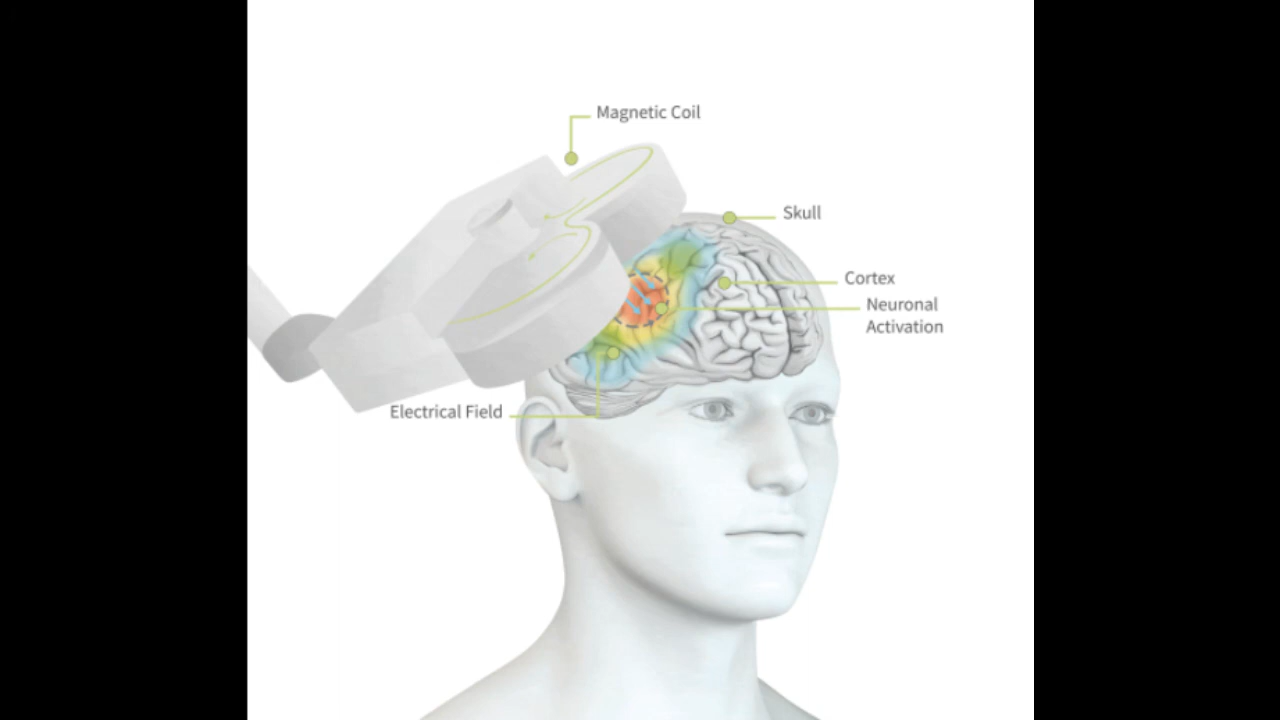 Magnetic Coil
Skull
Cortex
Neuronal
Activation
Electrical Field